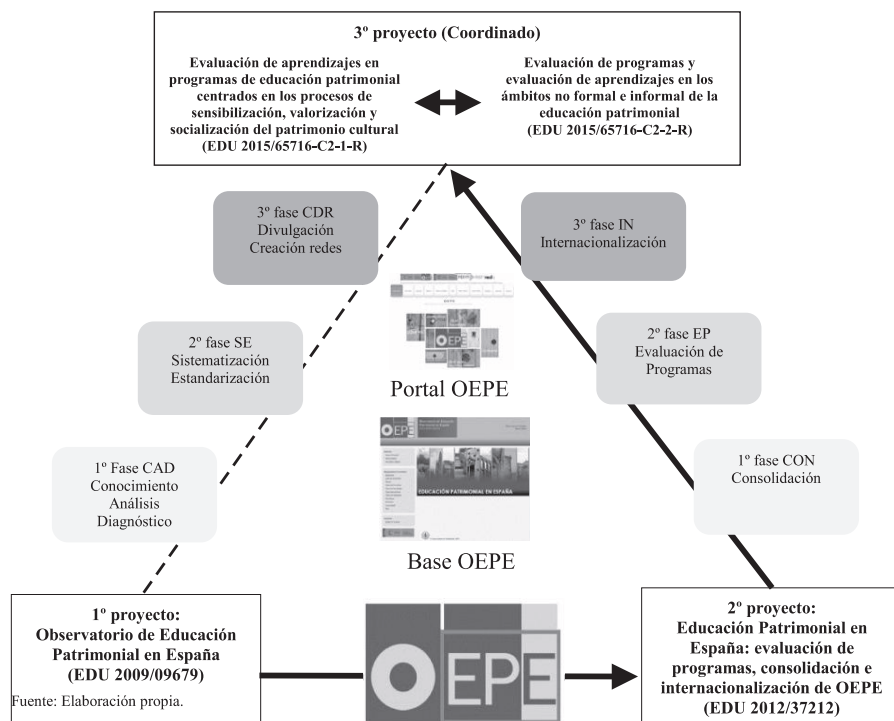 3º proyecto (Coordinado)
Evaluación de aprendizajes en
programas de educación patrimonial
centrados en los procesos de
sensibilización, valorización y
socialización del patrimonio cultural
(EDU 2015/65716-C2-1-R)
Evaluación de programas y
evaluación de aprendizajes en los
ámbitos no formal e informal de la
educación patrimonial
(EDU 2015/65716-C2-2-R)
3º fase CDR
Divulgación
Creación redes
3º fase IN
Internacionalización
2º fase SE
Sistematización
Estandarización
OEPE
Portal OEPE
2º fase EP
Evaluación de
Programas
1º Fase CAD
Conocimiento
Análisis
Diagnóstico
OEPE
EDUCACIÓN PATRIMONIAL EN ESPAÑA
Base OEPE
1º fase CON
Consolidación
1º proyecto:
Observatorio de Educación
Patrimonial en España
(EDU 2009/09679)
Fuente: Elaboración propia.
OEPE
2º proyecto:
Educación Patrimonial en
España: evaluación de
programas, consolidación e
internacionalización de OEPE
(EDU 2012/37212)